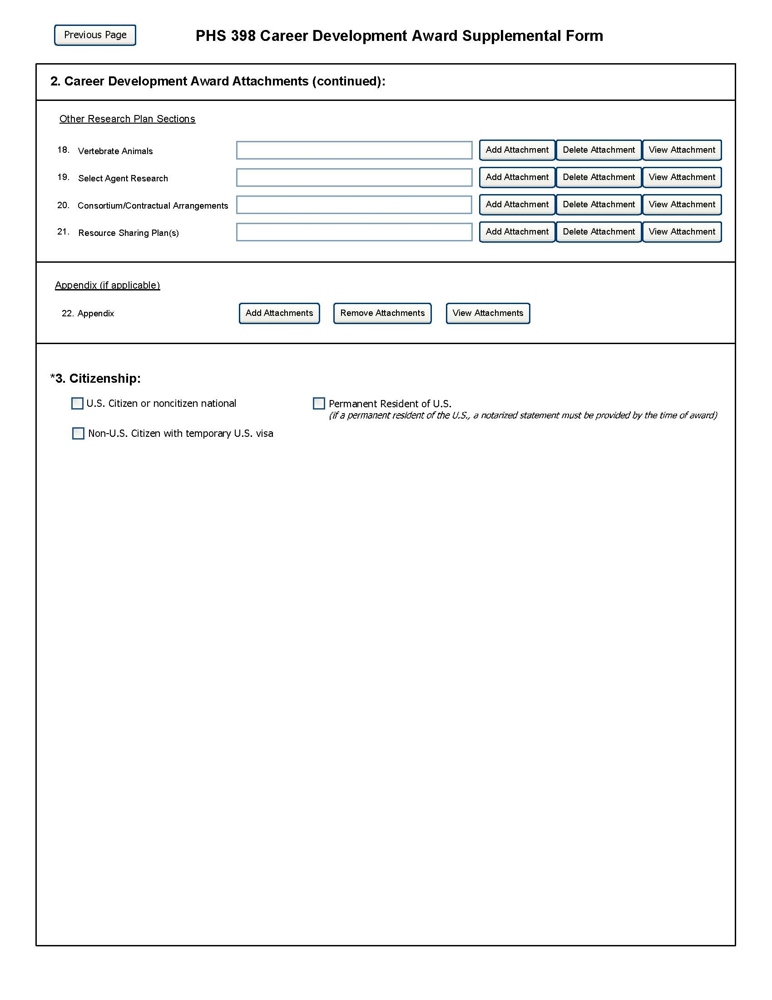 Previous Page
PHS 398 Career Development Award Supplemental Form
2. Career Development Award Attachments (continued):
Other Research Plan Sections
18. Vertebrate Animals Add Attachment Delete Attachment View Attachment
19. Select Agent Research Add Attachment Delete Attachment View Attachment
20. Consortium/Contractual Arrangements Add Attachment Delete Attachment View Attachment
21. Resource Sharing Plan(s) Add Attachment Delete Attachment View Attachment
Appendix (if applicable)
22. Appendix Add Attachments Remove Attachments View Attachments
*3. Citizenship:
U.S. Citizen or noncitizen national Permanent Resident of U.S.
(if a permanent resident of the U.S., a notarized statement must be provided by the time of award)
Non-U.S. Citizen with temporary U.S. visa